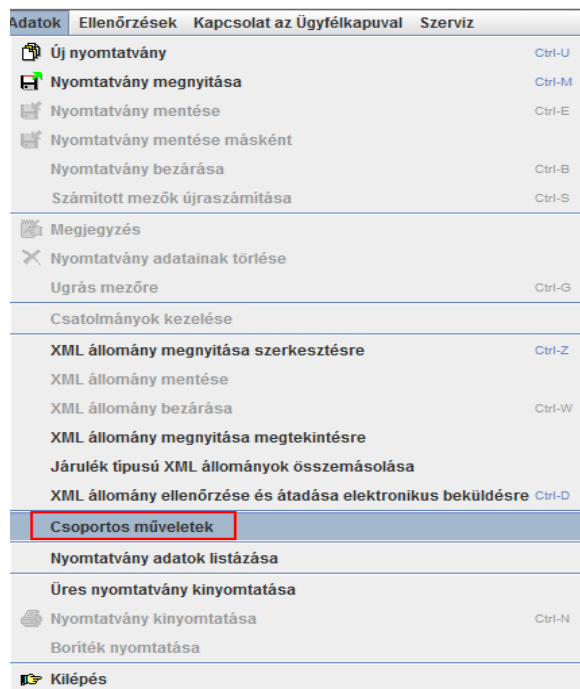 Adatok Ellenőrzések Kapcsolat az Ügyfélkapuval Szerviz
Új nyomtatvány Ctrl-U
Nyomtatvány megnyitása Ctrl-M
Nyomtatvány mentése Ctrl-E
Nyomtatvány mentése másként
Nyomtatvány bezárása Ctrl-B
Számított mezők újraszámítása Ctrl-S
Megjegyzés
Nyomtatvány adatainak törlése
Ugrás mezőre Ctrl-G
Csatolmányok kezelése
XML állomány megnyitása szerkesztésre Ctrl-Z
XML állomány mentése
XML állomány bezárása Ctrl-W
XML állomány megnyitása megtekintésre
Járulék típusú XML állományok összemásolása
XML állomány ellenőrzése és átadása elektronikus beküldésre Ctrl-D
Csoportos műveletek
Nyomtatvány adatok listázása
Üres nyomtatvány kinyomtatása
Nyomtatvány kinyomtatása Ctrl-N
Boríték nyomtatása
Kilépés